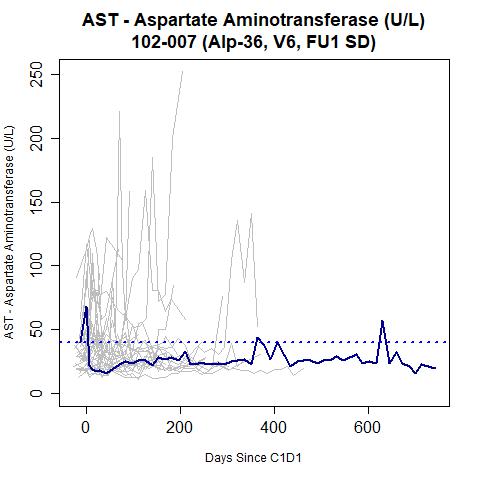 AST - Aspartate Aminotransferase (U/L)
102-007 (Alp-36, V6, FU1 SD)
AST - Aspartate Aminotransferase (U/L)
250
200
150
100
50
0
0 200 400 600
Days Since C1D1